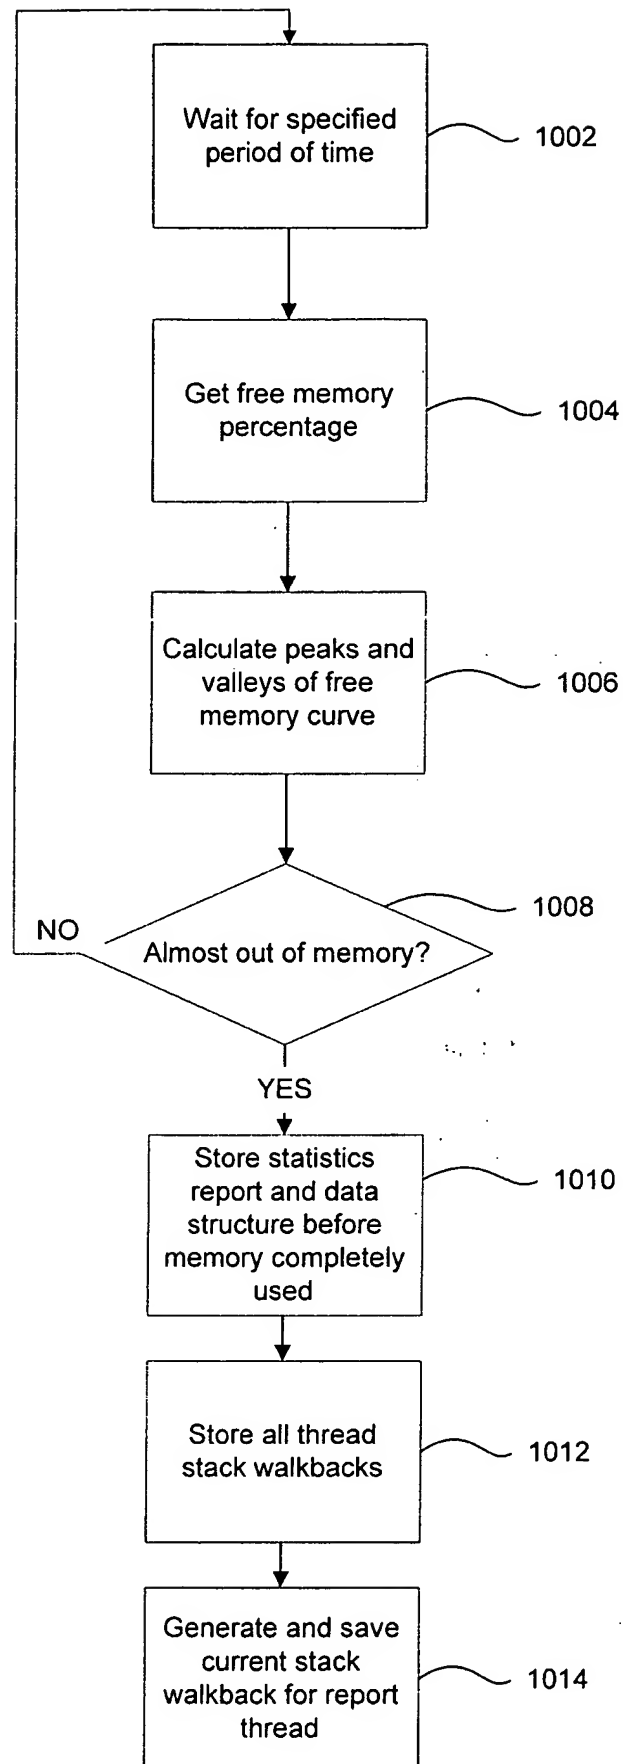 Wait for specified
period of time
1002
Get free memory
percentage
1004
Calculate peaks and
valleys of free
memory curve
1006
1008
NO
Almost out of memory?
YES
Store statistics
report and data
structure before
memory completely
used
1010
Store all thread
stack walkbacks
1012
Generate and save
current stack
walkback for report
thread
1014